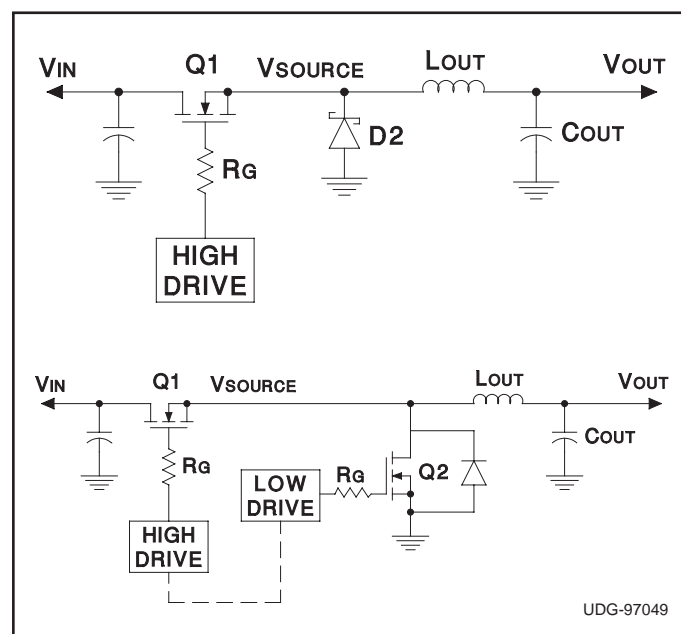 VIN
Q1
VSOURCE
LOUT
VOUT
D2
COUT
RG
HIGH
DRIVE
VIN
Q1
VSOURCE
LOUT
VOUT
COUT
RG
LOW
DRIVE
RG
Q2
HIGH
DRIVE
UDG-97049